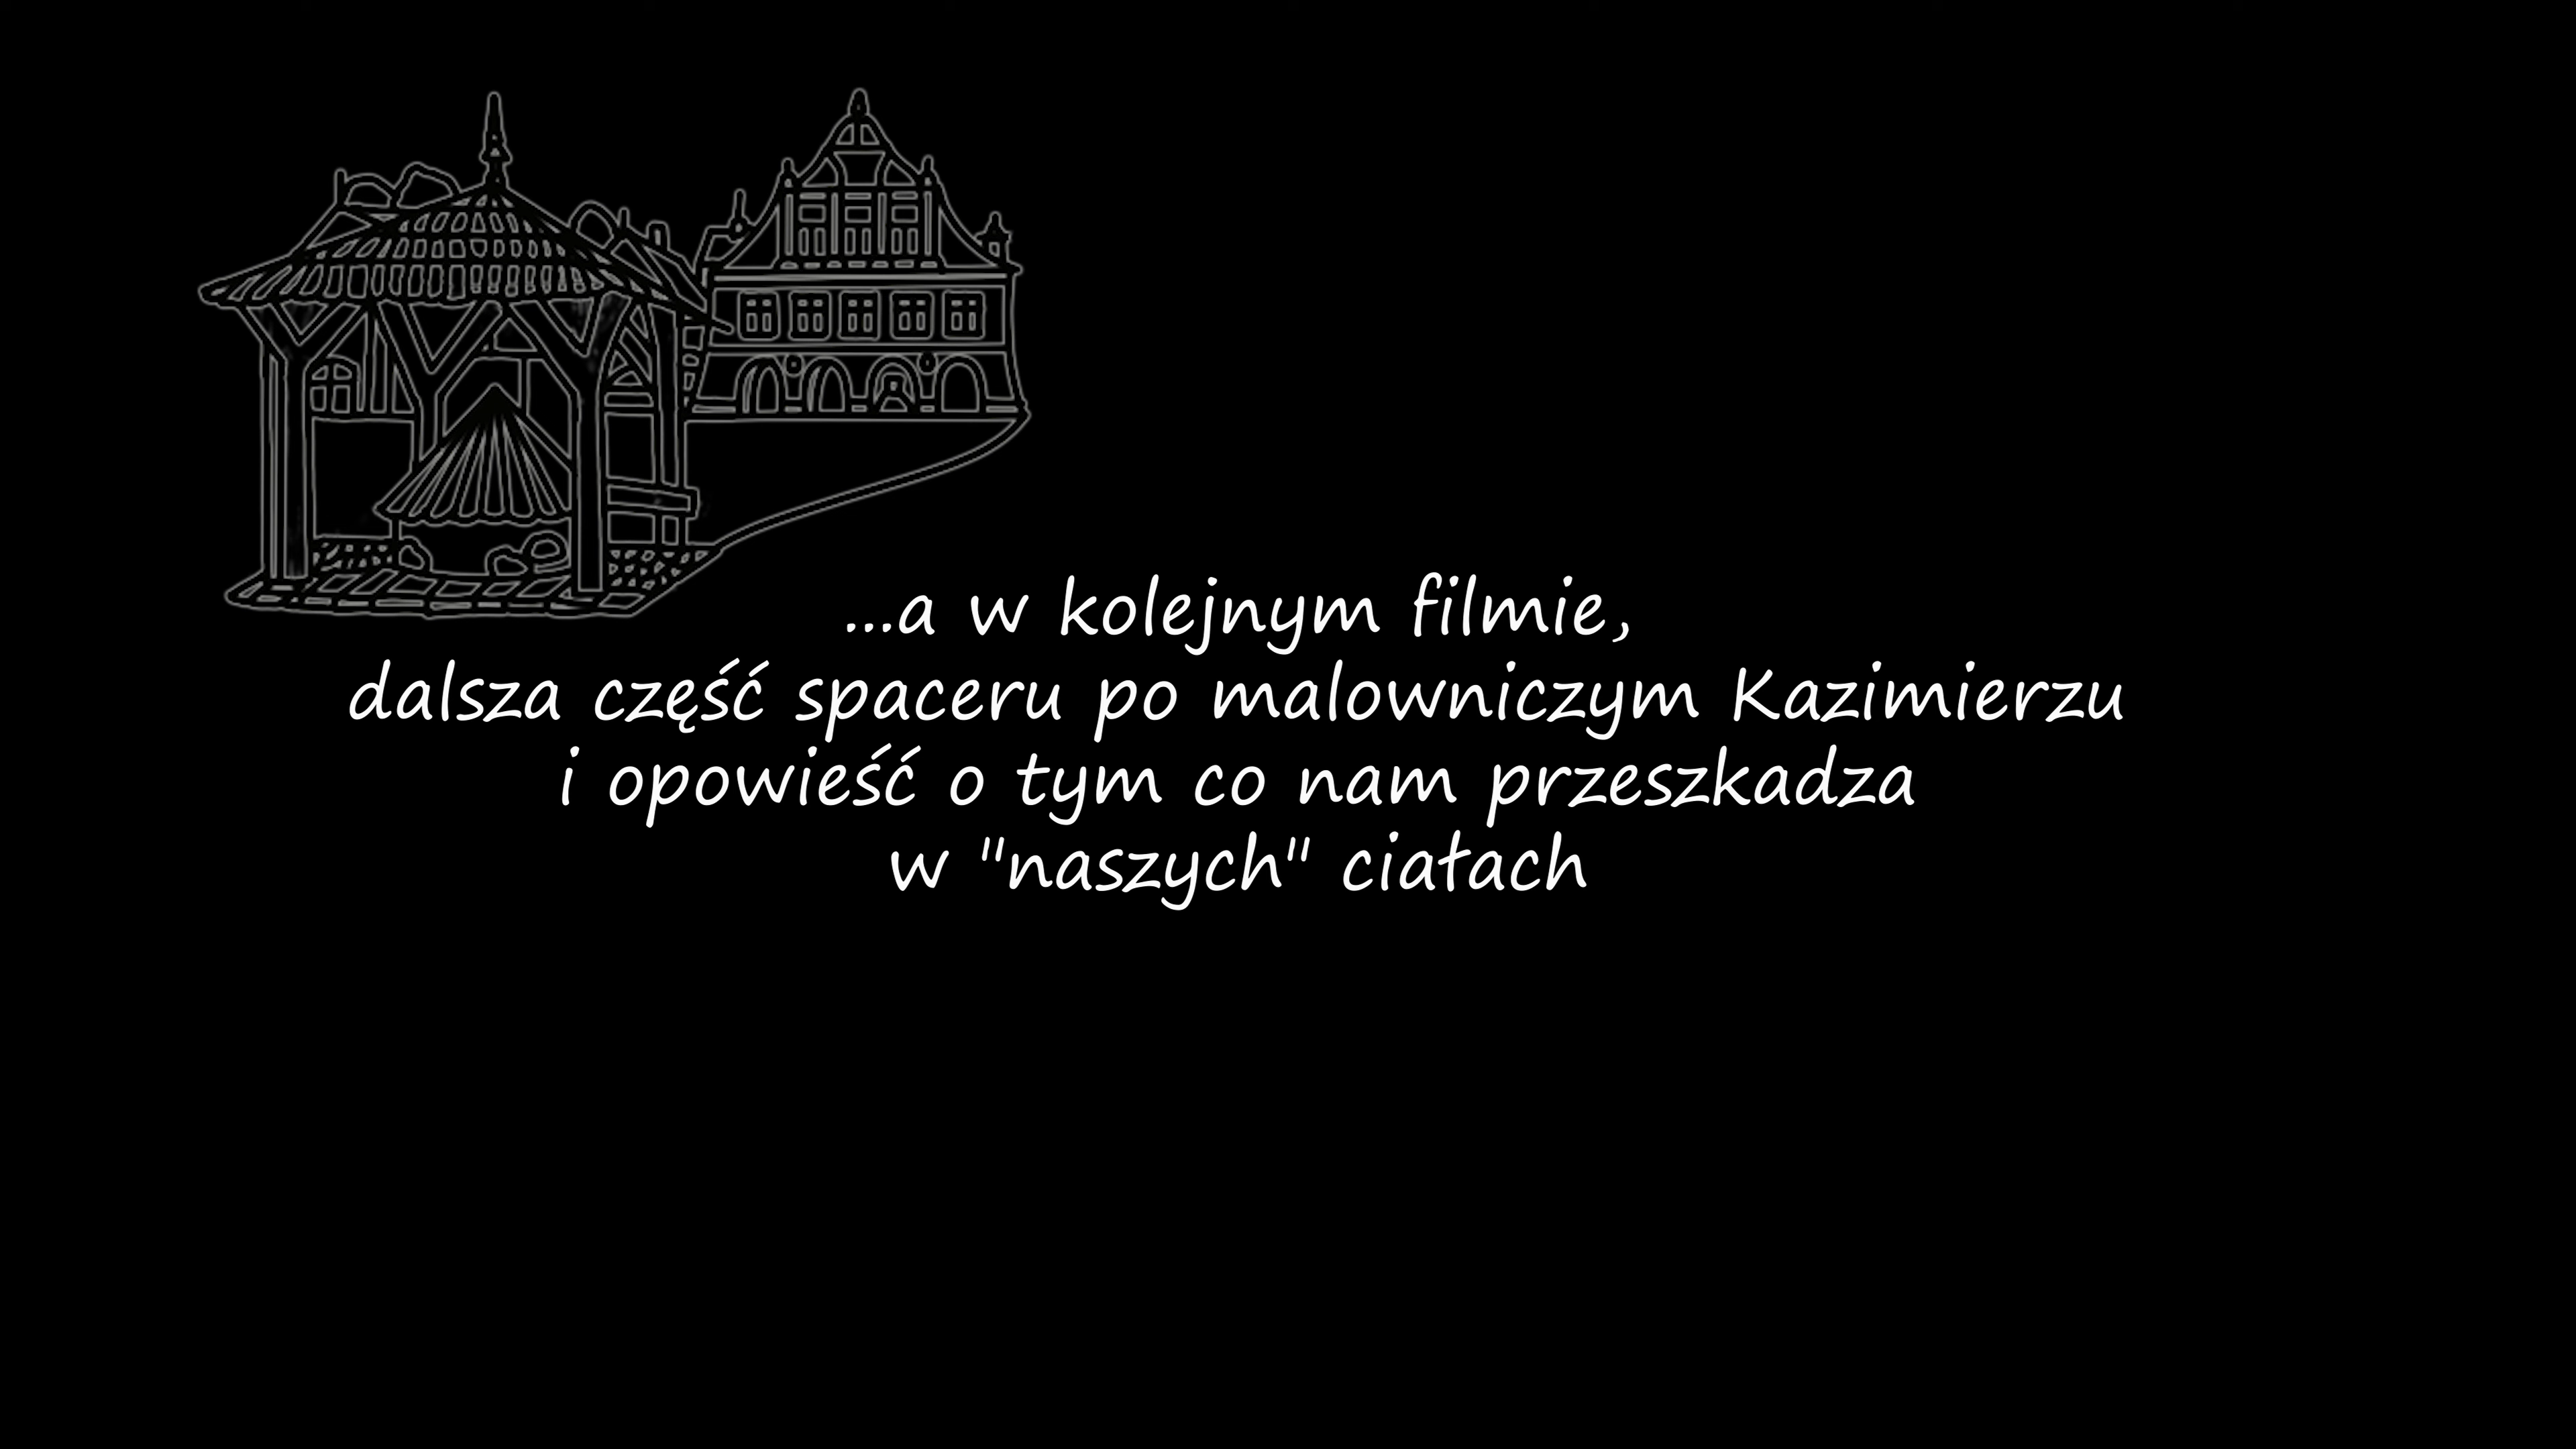 ...a w kolejnym filmie,
dalsza część spaceru po malowniczym Kazimierzu
i opowieść o tym co nam przeszkadza
w "naszych" ciałach